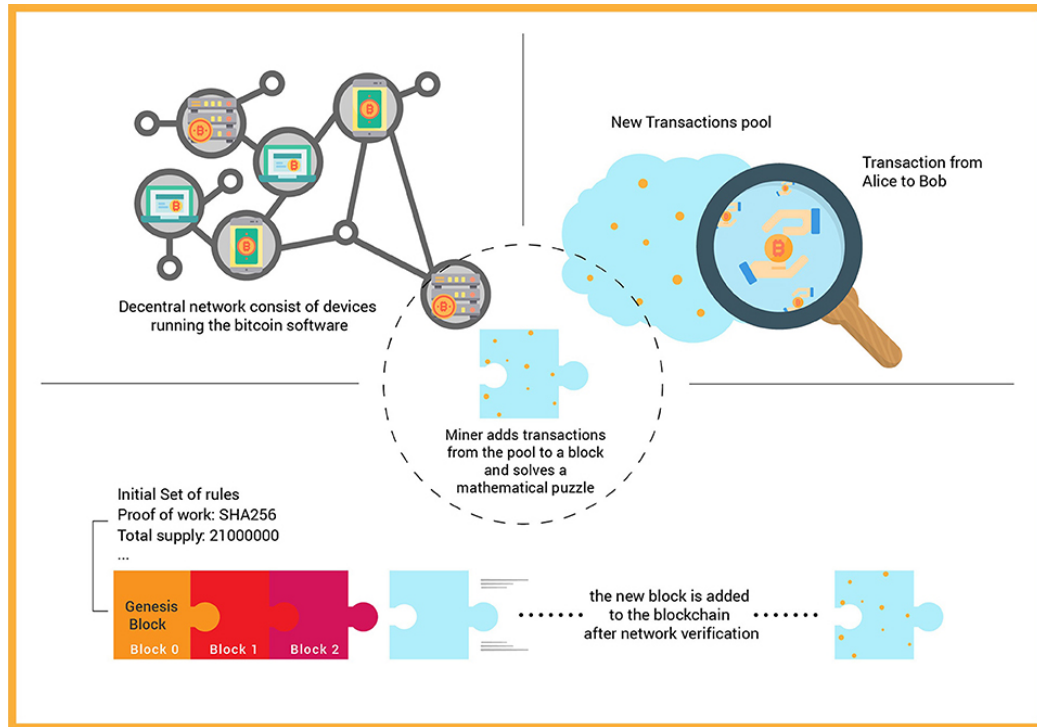 Decentral network consist of devices
running the bitcoin software
New Transactions pool
Transaction from
Alice to Bob
Miner adds transactions
from the pool to a block
and solves a
mathematical puzzle
Initial Set of rules
Proof of work: SHA256
Total supply: 21000000
...
Genesis
Block
Block 0
Block 1
Block 2
the new block is added
to the blockchain
after network verification